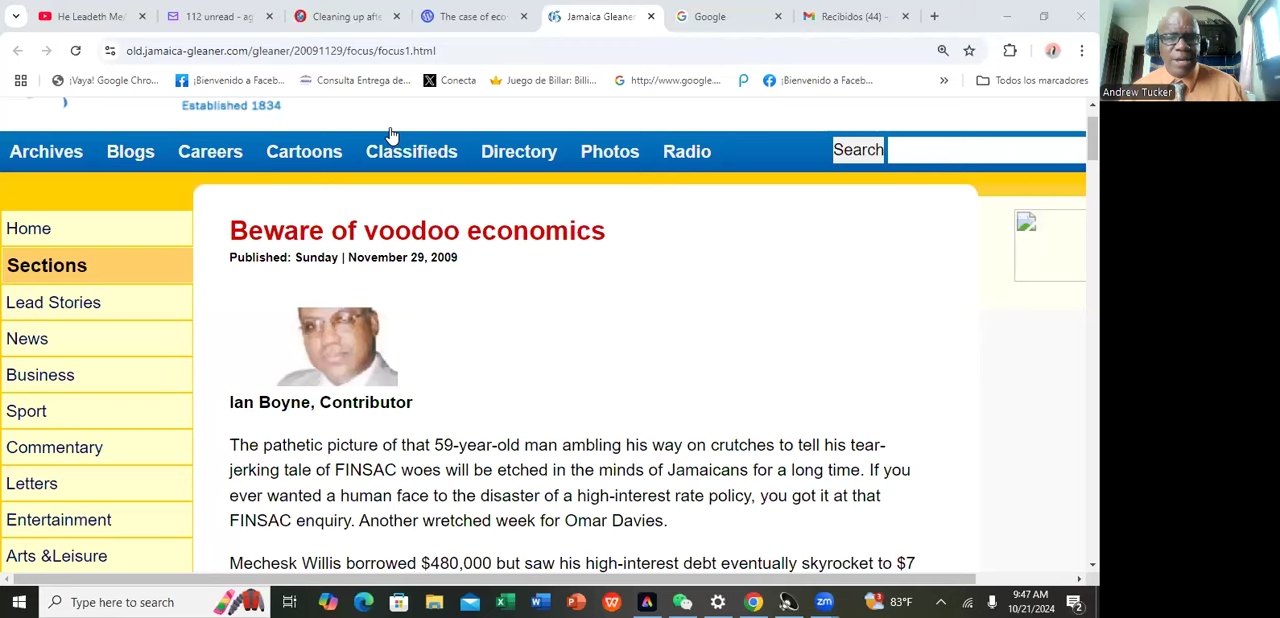 He Leadeth Me/
112 unread - ag
Cleaning up afte
The case of eco
Jamaica Gleaner
Google
Recibidos (44) -
old.jamaica-gleaner.com/gleaner/20091129/focus/focus1.html
¡Vaya! Google Chro...
¡Bienvenido a Faceb...
Consulta Entrega de...
Conecta
Juego de Billar: Billi...
http://www.google....
¡Bienvenido a Faceb...
»
Todos los marcadores
Andrew Tucker
Established 1834
Archives Blogs Careers Cartoons Classifieds Directory Photos Radio Search
Home
Sections
Lead Stories
News
Business
Sport
Commentary
Letters
Entertainment
Arts &Leisure
Beware of voodoo economics
Published: Sunday | November 29, 2009
Ian Boyne, Contributor
The pathetic picture of that 59-year-old man ambling his way on crutches to tell his tear-
jerking tale of FINSAC woes will be etched in the minds of Jamaicans for a long time. If you
ever wanted a human face to the disaster of a high-interest rate policy, you got it at that
FINSAC enquiry. Another wretched week for Omar Davies.
Mechesk Willis borrowed $480,000 but saw his high-interest debt eventually skyrocket to $7
Type here to search
83°F
9:47 AM
10/21/2024